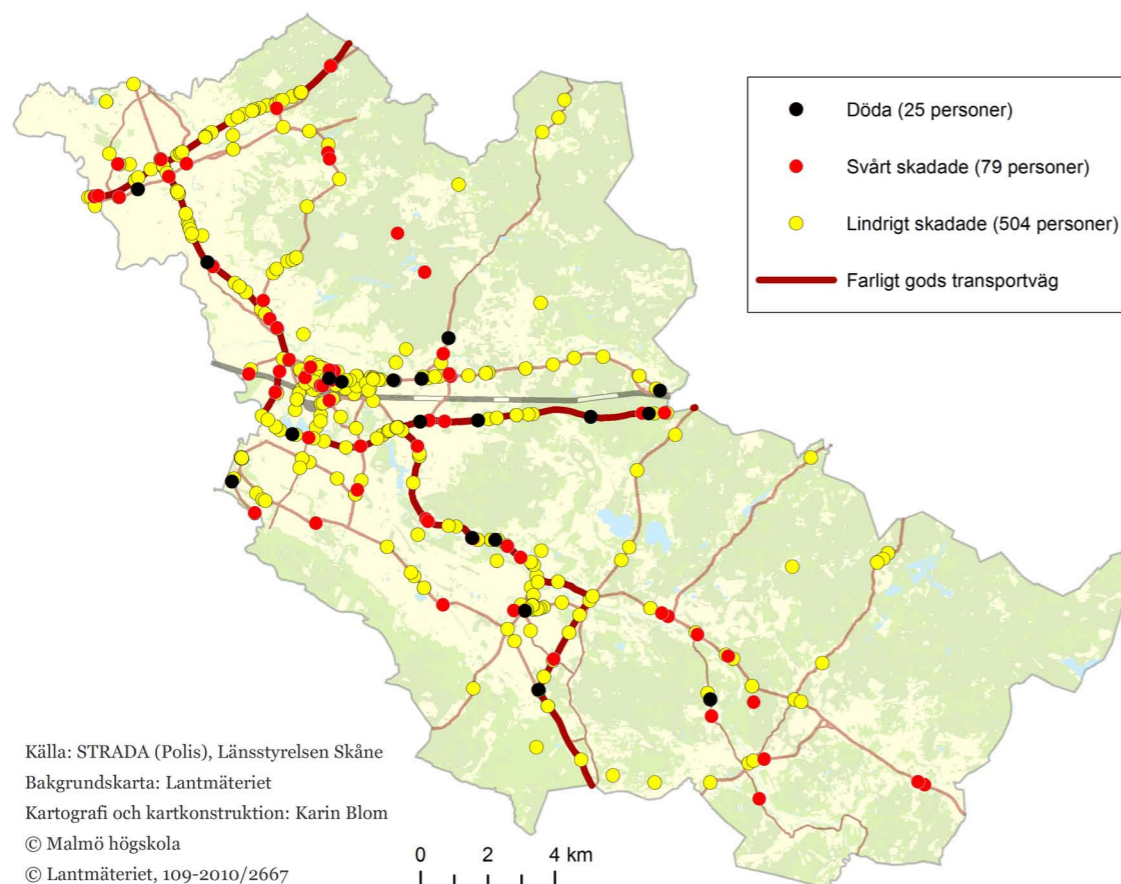 Döda (25 personer)
Svårt skadade (79 personer)
Lindrigt skadade (504 personer)
Farligt gods transportväg
Källa: STRADA (Polis), Länsstyrelsen Skåne
Bakgrundskarta: Lantmäteriet
Kartografi och kartkonstruktion: Karin Blom
© Malmö högskola
© Lantmäteriet, 109-2010/2667
0 2 4 km